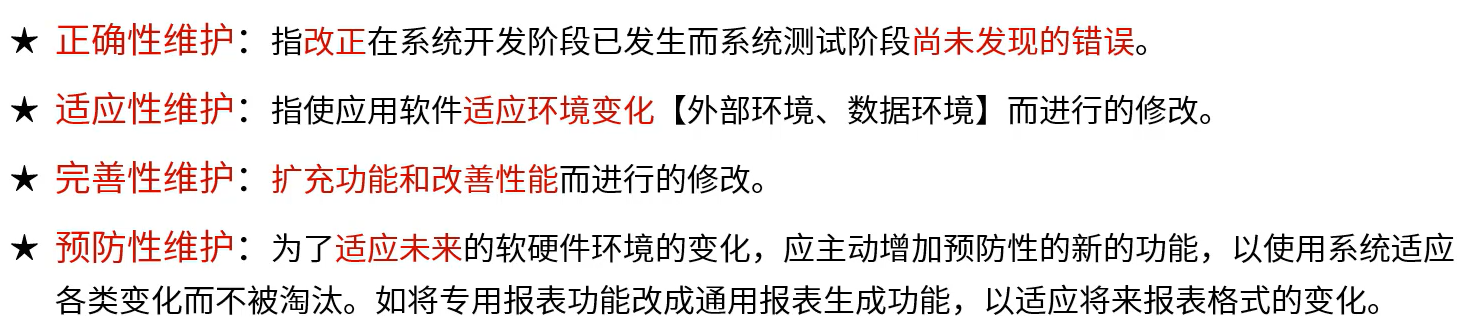 ★ 正确性维护：指改正在系统开发阶段已发生而系统测试阶段尚未发现的错误。
★ 适应性维护：指使应用软件适应环境变化【外部环境、数据环境】而进行的修改。
★ 完善性维护：扩充功能和改善性能而进行的修改。
★ 预防性维护：为了适应未来的软硬件环境的变化，应主动增加预防性的新的功能，以使用系统适应
各类变化而不被淘汰。如将专用报表功能改成通用报表生成功能，以适应将来报表格式的变化。